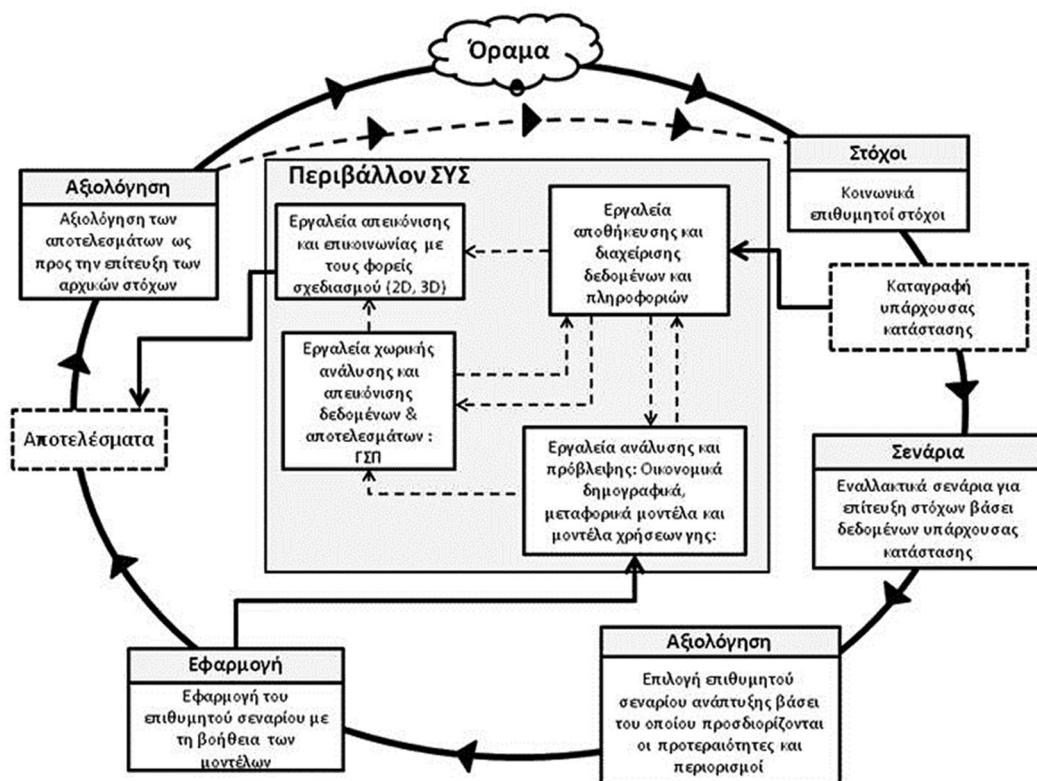 Όραμα
Στόχοι
Κοινωνικά
επιθυμητοί στόχοι
Αξιολόγηση
Αξιολόγηση των
αποτελεσμάτων ως
προς την επίτευξη των
αρχικών στόχων
Περιβάλλον ΣΥΣ
Εργαλεία απεικόνισης
και επικοινωνίας με
τους φορείς
σχεδιασμού (2D, 3D)
Εργαλεία
αποθήκευσης και
διαχείρισης
δεδομένων και
πληροφοριών
Καταγραφή
υπάρχουσας
κατάστασης
Εργαλεία χωρικής
ανάλυσης και
απεικόνισης
δεδομένων &
αποτελεσμάτων :
ΓΣΠ
Αποτελέσματα
Εργαλεία ανάλυσης και
πρόβλεψης: Οικονομικά
δημογραφικά,
μεταφορικά μοντέλα και
μοντέλα χρήσεων γης:
Σενάρια
Εναλλακτικά σενάρια για
επίτευξη στόχων βάσει
δεδομένων υπάρχουσας
κατάστασης
Αξιολόγηση
Επιλογή επιθυμητού
σεναρίου ανάπτυξης βάσει
του οποίου προσδιορίζονται
οι προτεραιότητες και
περιορισμοί
Εφαρμογή
Εφαρμογή του
επιθυμητού σεναρίου με
τη βοήθεια των
μοντέλων